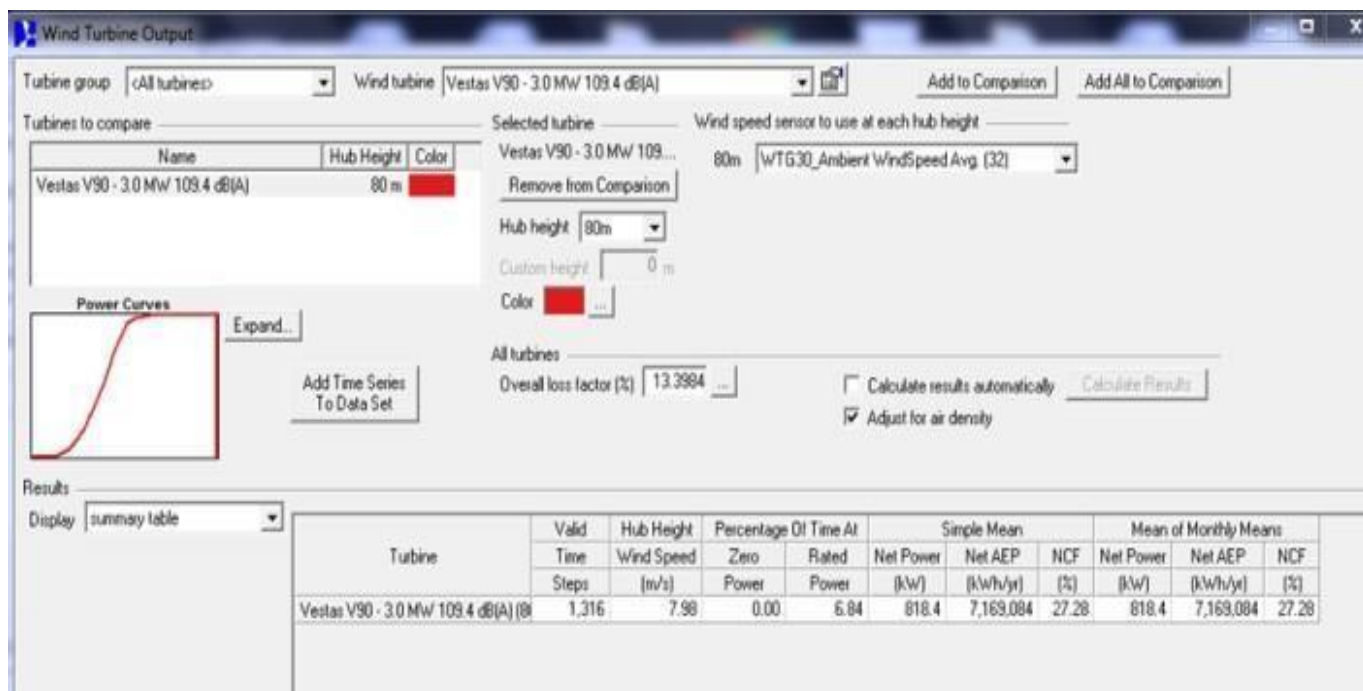 Wind Turbine Output
Turbine group <All turbines> Wind turbine Vestas V90 - 3.0 MW 109.4 dB(A) Add to Comparison Add All to Comparison
Turbines to compare Selected turbine Wind speed sensor to use at each hub height
Name Hub Height Color Vestas V90 - 3.0 MW 109.... 80m WTG30_Ambient WindSpeed Avg. (32)
Vestas V90 - 3.0 MW 109.4 dB(A) 80 m Remove from Comparison
Hub height 80m
Custom height 0 m
Power Curves Color ...
Expand...
All turbines
Add Time Series Overall loss factor (%) 13.3984 ... Calculate results automatically Calculate Results
To Data Set Adjust for air density
Results
Display summary table
Valid Hub Height Percentage Of Time At Simple Mean Mean of Monthly Means
Turbine Time Wind Speed Zero Rated Net Power Net AEP NCF Net Power Net AEP NCF
Steps (m/s) Power Power (kW) (kWh/yr) (%) (kW) (kWh/yr) (%)
Vestas V90 - 3.0 MW 109.4 dB(A) (8 1,316 7.98 0.00 6.84 818.4 7,169,084 27.28 818.4 7,169,084 27.28